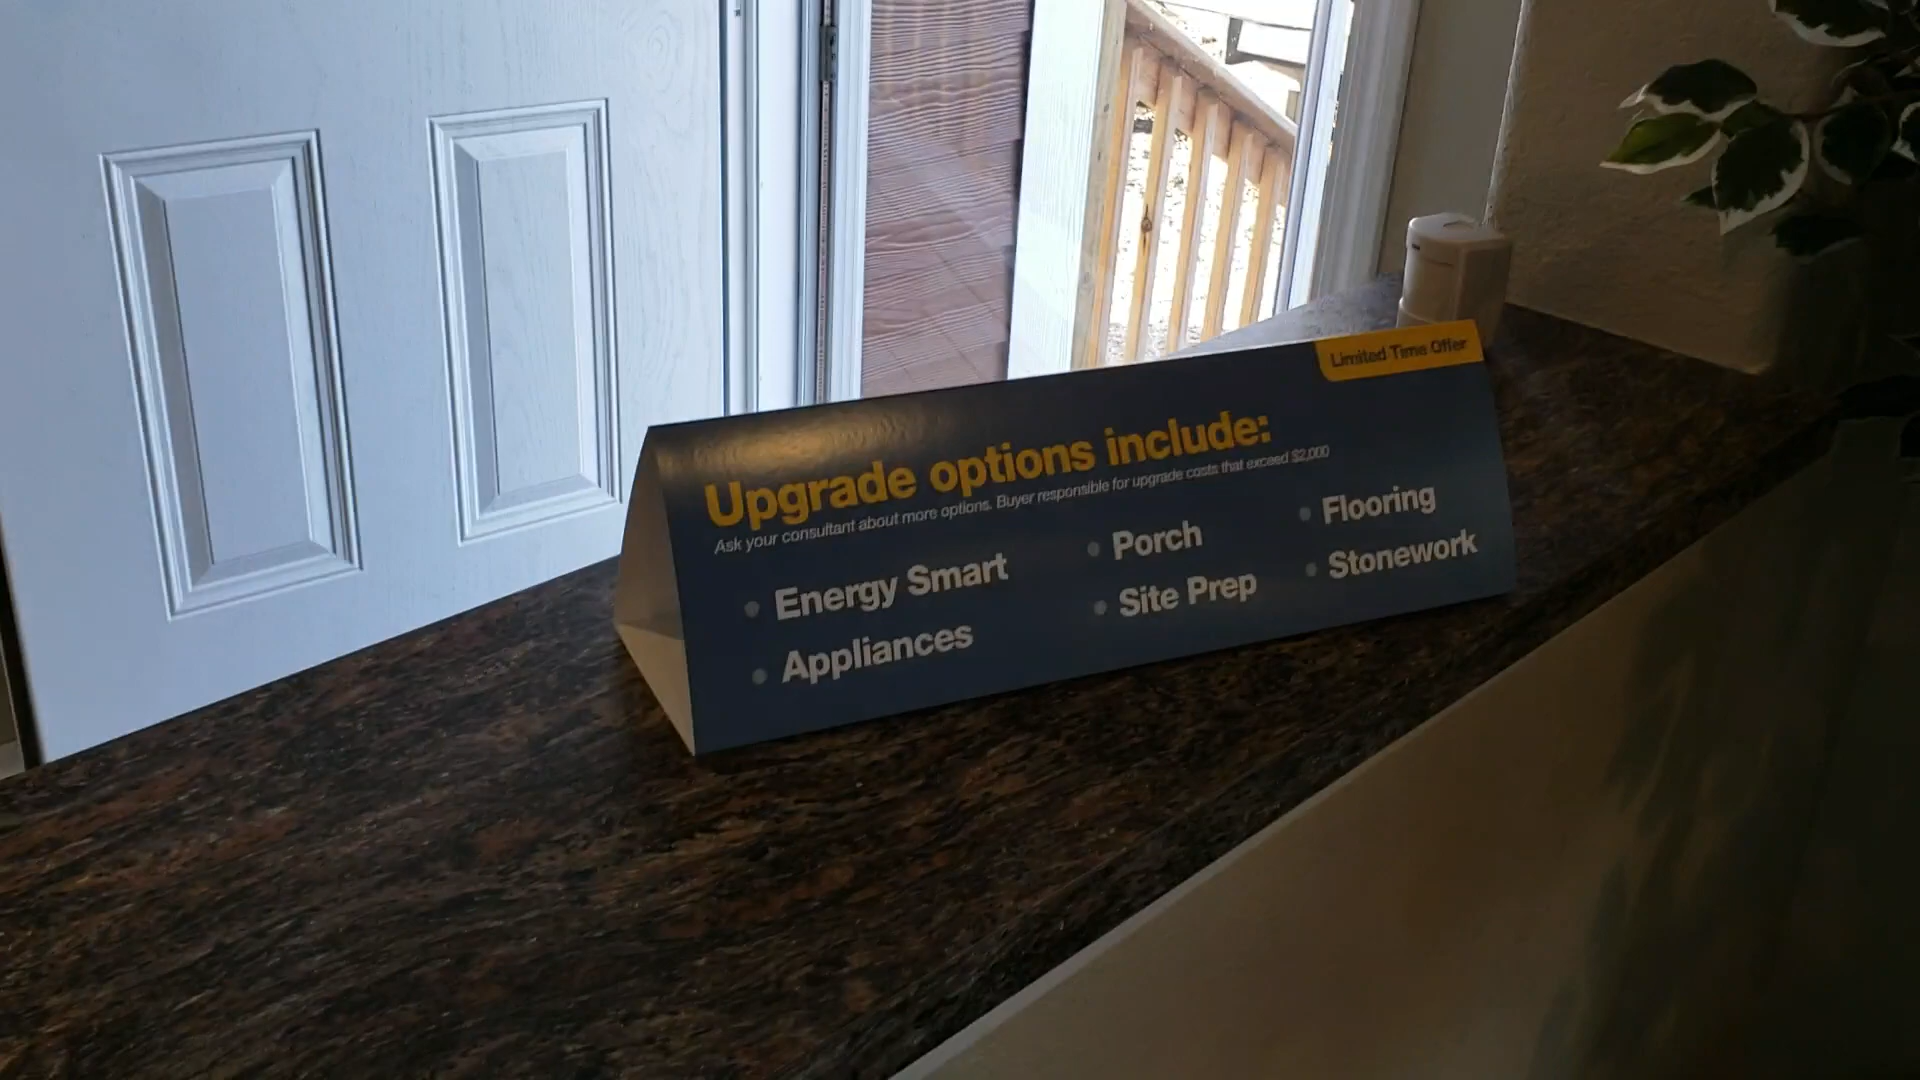 Limited Time Offer
Upgrade options include:
Ask your consultant about more options. Buyer responsible for upgrade costs that exceed $2,000
• Energy Smart
• Appliances
• Porch
• Site Prep
• Flooring
• Stonework